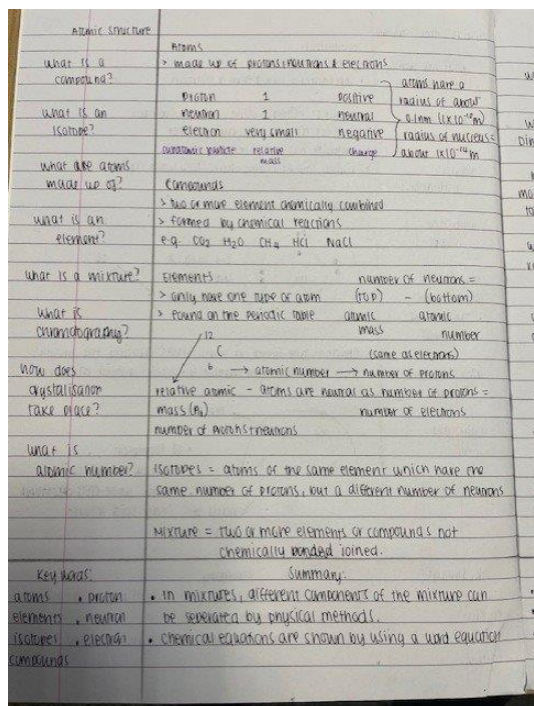 Atomic structure
what is a
compound?
what is an
isotope?
what are atoms
made up of?
what is an
element?
what is a mixture?
what is
chromatography?
how does
crystalisation
take place?
what is
atomic number?
Atoms
> made up of protons, neutrons & electrons
proton 1 positive
neutron 1 neutral
electron very small negative
subatomic particle relative mass charge
atoms have a
radius of about
0.1nm (1x10⁻¹⁰m)
radius of nucleus =
about 1x10⁻¹⁴m
Compounds
> two or more element chemically combined
> formed by chemical reactions
e.g. CO₂ H₂O CH₄ HCl NaCl
Elements
> only have one type of atom
> found on the periodic table
number of neutrons =
(top) - (bottom)
atomic atomic
mass number
(same as electrons)
12
C
6 → atomic number → number of protons
relative atomic - atoms are neutral as number of protons =
mass (Ar) number of electrons
number of protons + neutrons
isotopes = atoms of the same element which have the
same number of protons, but a different number of neutrons
Mixture = two or more elements or compounds not
chemically bonded joined.
Key words:
atoms . proton
elements . neutron
isotopes . electron
compounds
Summary:
• in mixtures, different components of the mixture can
be seperated by physical methods.
• chemical equations are shown by using a word equation